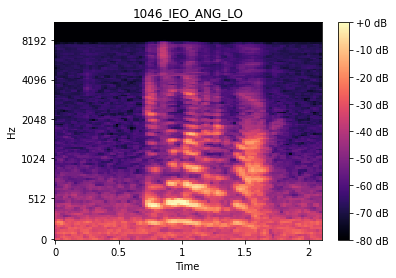 1046_IEO_ANG_LO
+0 dB
8192
-10 dB
4096
-20 dB
-30 dB
2048
Hz
-40 dB
1024
-50 dB
512
-60 dB
-70 dB
0
-80 dB
0 0.5 1 1.5 2
Time